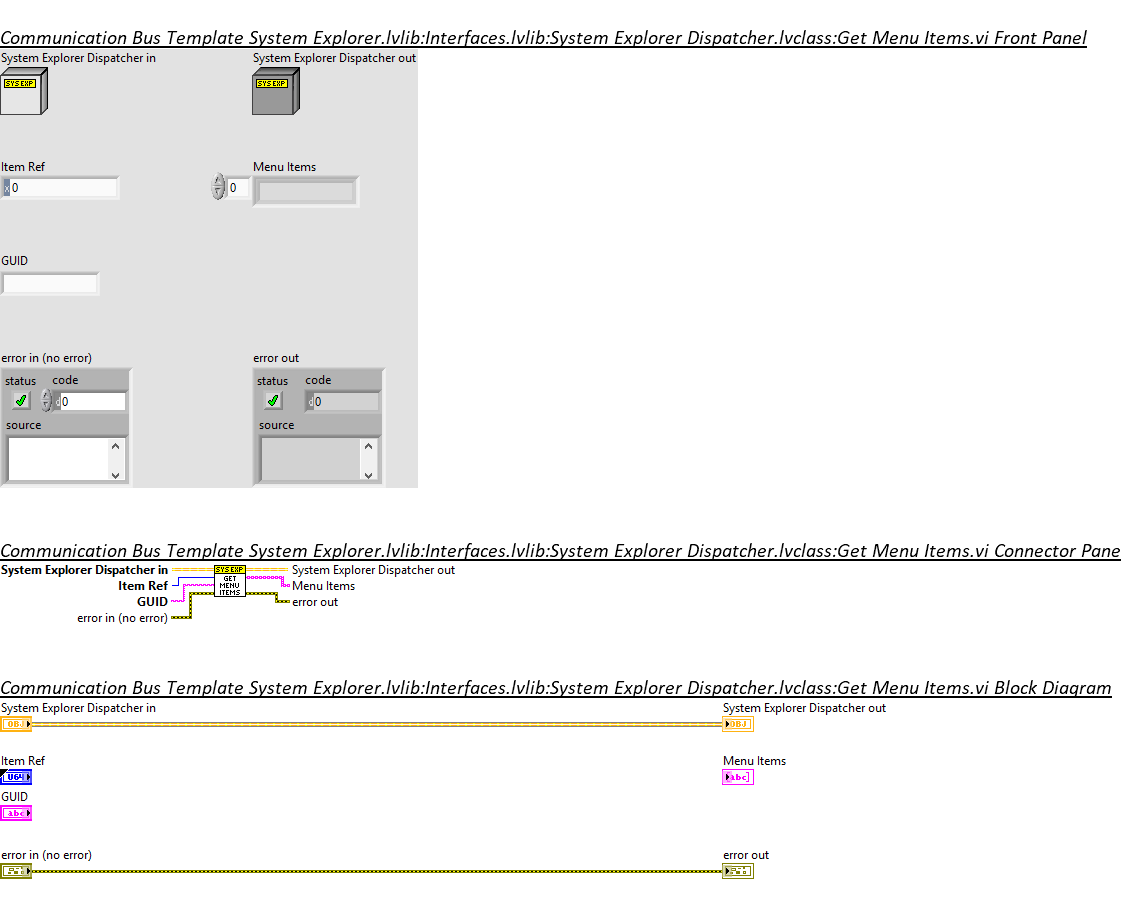 Communication Bus Template System Explorer.lvlib:Interfaces.lvlib:System Explorer Dispatcher.lvclass:Get Menu Items.vi Front Panel
System Explorer Dispatcher in
System Explorer Dispatcher out
SYS EXP
SYS EXP
Item Ref
Menu Items
x 0
0
GUID
error in (no error)
error out
status code
status code
d 0
d 0
source
source
Communication Bus Template System Explorer.lvlib:Interfaces.lvlib:System Explorer Dispatcher.lvclass:Get Menu Items.vi Connector Pane
System Explorer Dispatcher in
Item Ref
GUID
error in (no error)
SYS EXP
GET
MENU
ITEMS
System Explorer Dispatcher out
Menu Items
error out
Communication Bus Template System Explorer.lvlib:Interfaces.lvlib:System Explorer Dispatcher.lvclass:Get Menu Items.vi Block Diagram
System Explorer Dispatcher in
System Explorer Dispatcher out
OBJ
OBJ
Item Ref
Menu Items
U64
abc
GUID
abc
error in (no error)
error out